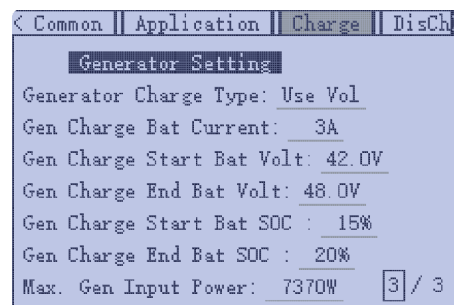 < Common || Application || Charge || DisCh
Generator Setting
Generator Charge Type: Use Vol
Gen Charge Bat Current: 3A
Gen Charge Start Bat Volt: 42.0V
Gen Charge End Bat Volt: 48.0V
Gen Charge Start Bat SOC : 15%
Gen Charge End Bat SOC : 20%
Max. Gen Input Power: 7370W 3 / 3